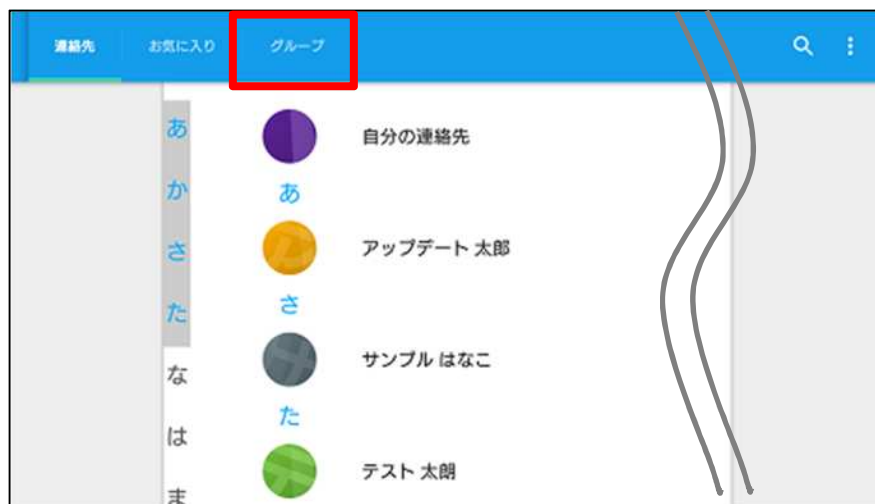 連絡先 お気に入り グループ
あ
か
さ
た
な
は
ま
自分の連絡先
あ
アップデート 太郎
さ
サンプル はなこ
た
テスト 太朗